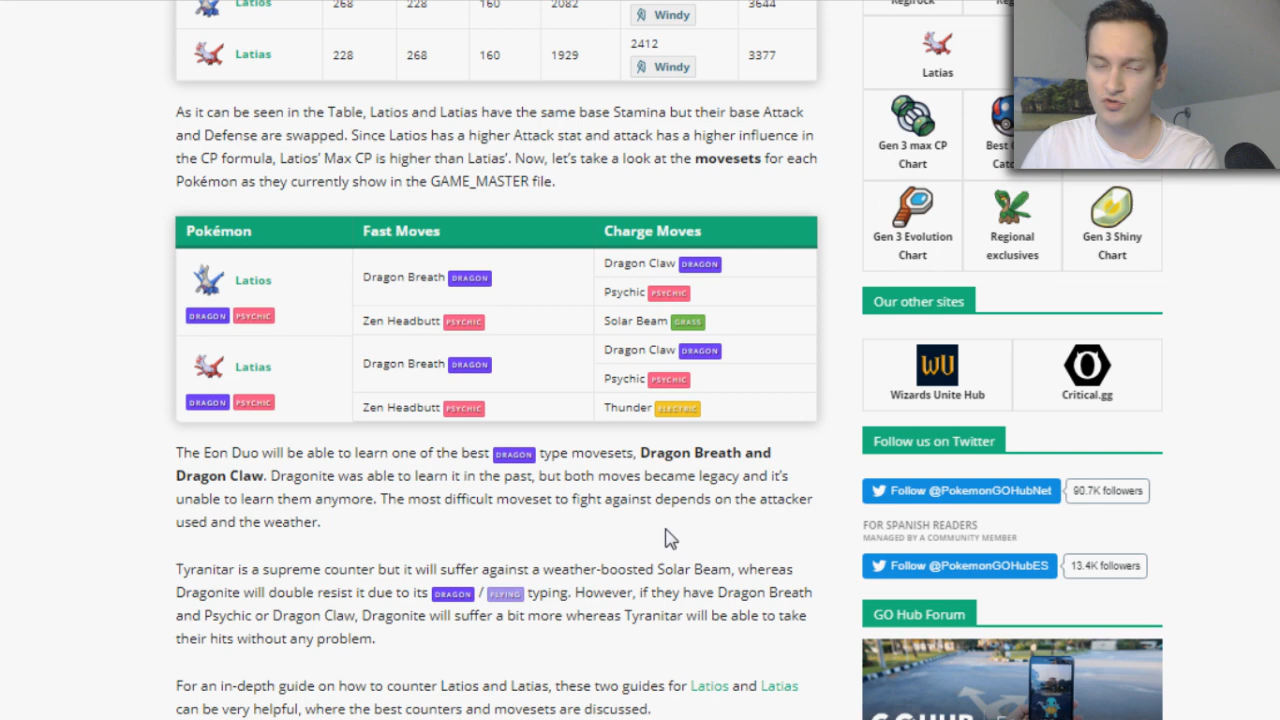 Latios 268 228 160 2082 3644
Windy
Latias 228 268 160 1929 2412 3377
Windy
As it can be seen in the Table, Latios and Latias have the same base Stamina but their base Attack
and Defense are swapped. Since Latios has a higher Attack stat and attack has a higher influence in
the CP formula, Latios' Max CP is higher than Latias'. Now, let's take a look at the movesets for each
Pokémon as they currently show in the GAME_MASTER file.
Pokémon Fast Moves Charge Moves
Latios
DRAGON PSYCHIC
Dragon Breath DRAGON
Zen Headbutt PSYCHIC
Dragon Claw DRAGON
Psychic PSYCHIC
Solar Beam GRASS
Latias
DRAGON PSYCHIC
Dragon Breath DRAGON
Zen Headbutt PSYCHIC
Dragon Claw DRAGON
Psychic PSYCHIC
Thunder ELECTRIC
The Eon Duo will be able to learn one of the best DRAGON type movesets, Dragon Breath and
Dragon Claw. Dragonite was able to learn it in the past, but both moves became legacy and it's
unable to learn them anymore. The most difficult moveset to fight against depends on the attacker
used and the weather.
Tyranitar is a supreme counter but it will suffer against a weather-boosted Solar Beam, whereas
Dragonite will double resist it due to its DRAGON / FLYING typing. However, if they have Dragon Breath
and Psychic or Dragon Claw, Dragonite will suffer a bit more whereas Tyranitar will be able to take
their hits without any problem.
For an in-depth guide on how to counter Latios and Latias, these two guides for Latios and Latias
can be very helpful, where the best counters and movesets are discussed.
Regirock
Latias
Gen 3 max CP
Chart
Best
Gen 3 Evolution
Chart
Regional
exclusives
Gen 3 Shiny
Chart
Our other sites
WU
Wizards Unite Hub
Critical.gg
Follow us on Twitter
Follow @PokemonGOHubNet 90.7K followers
FOR SPANISH READERS
MANAGED BY A COMMUNITY MEMBER
Follow @PokemonGOHubES 13.4K followers
GO Hub Forum
GO HUB